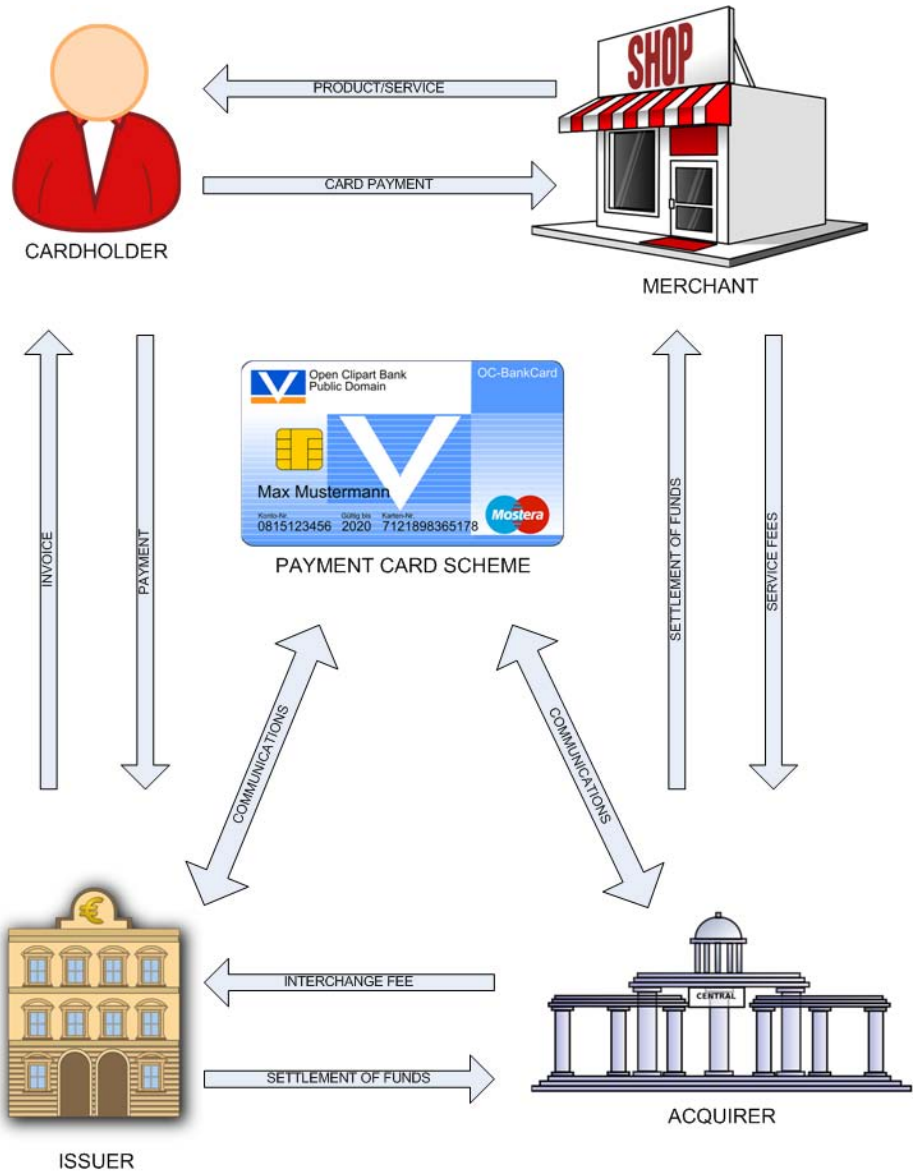 SHOP
PRODUCT/SERVICE
CARD PAYMENT
CARDHOLDER
MERCHANT
Open Clipart Bank
Public Domain
OC-BankCard
Max Mustermann
Konto-Nr. Gültig bis Karten-Nr.
0815123456 2020 7121898365178
Mostera
PAYMENT CARD SCHEME
INVOICE
PAYMENT
SETTLEMENT OF FUNDS
SERVICE FEES
COMMUNICATIONS
COMMUNICATIONS
€
INTERCHANGE FEE
CENTRAL
SETTLEMENT OF FUNDS
ACQUIRER
ISSUER